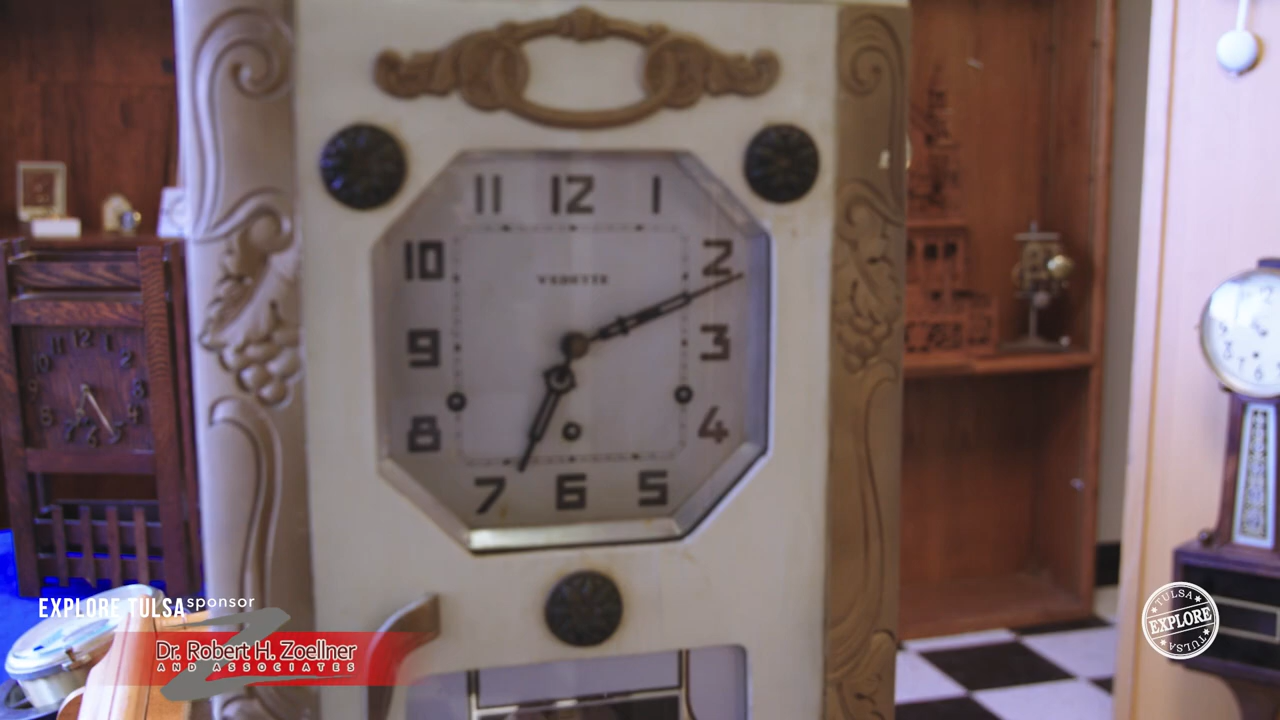 11 12 1
10 2
VEDETTE
9 3
8 4
7 6 5
EXPLORE TULSA sponsor
Dr. Robert H. Zoellner
AND ASSOCIATES
TULSA
EXPLORE
TULSA